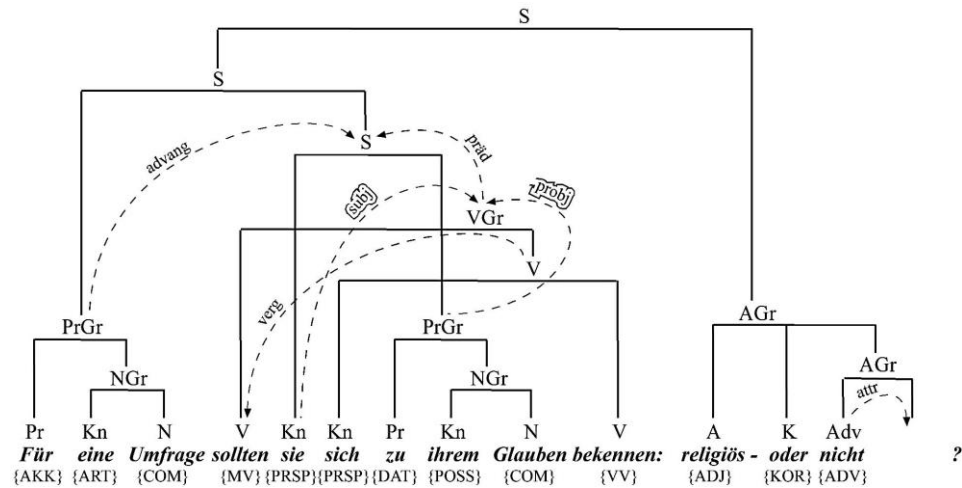 S
S
S
advang
präd
subj
probj
VGr
verg
V
PrGr PrGr AGr
NGr NGr AGr
attr
Pr Kn N V Kn Kn Pr Kn N V A K Adv
Für eine Umfrage sollten sie sich zu ihrem Glauben bekennen: religiös - oder nicht ?
{AKK} {ART} {COM} {MV} {PRSP} {PRSP} {DAT} {POSS} {COM} {VV} {ADJ} {KOR} {ADV}